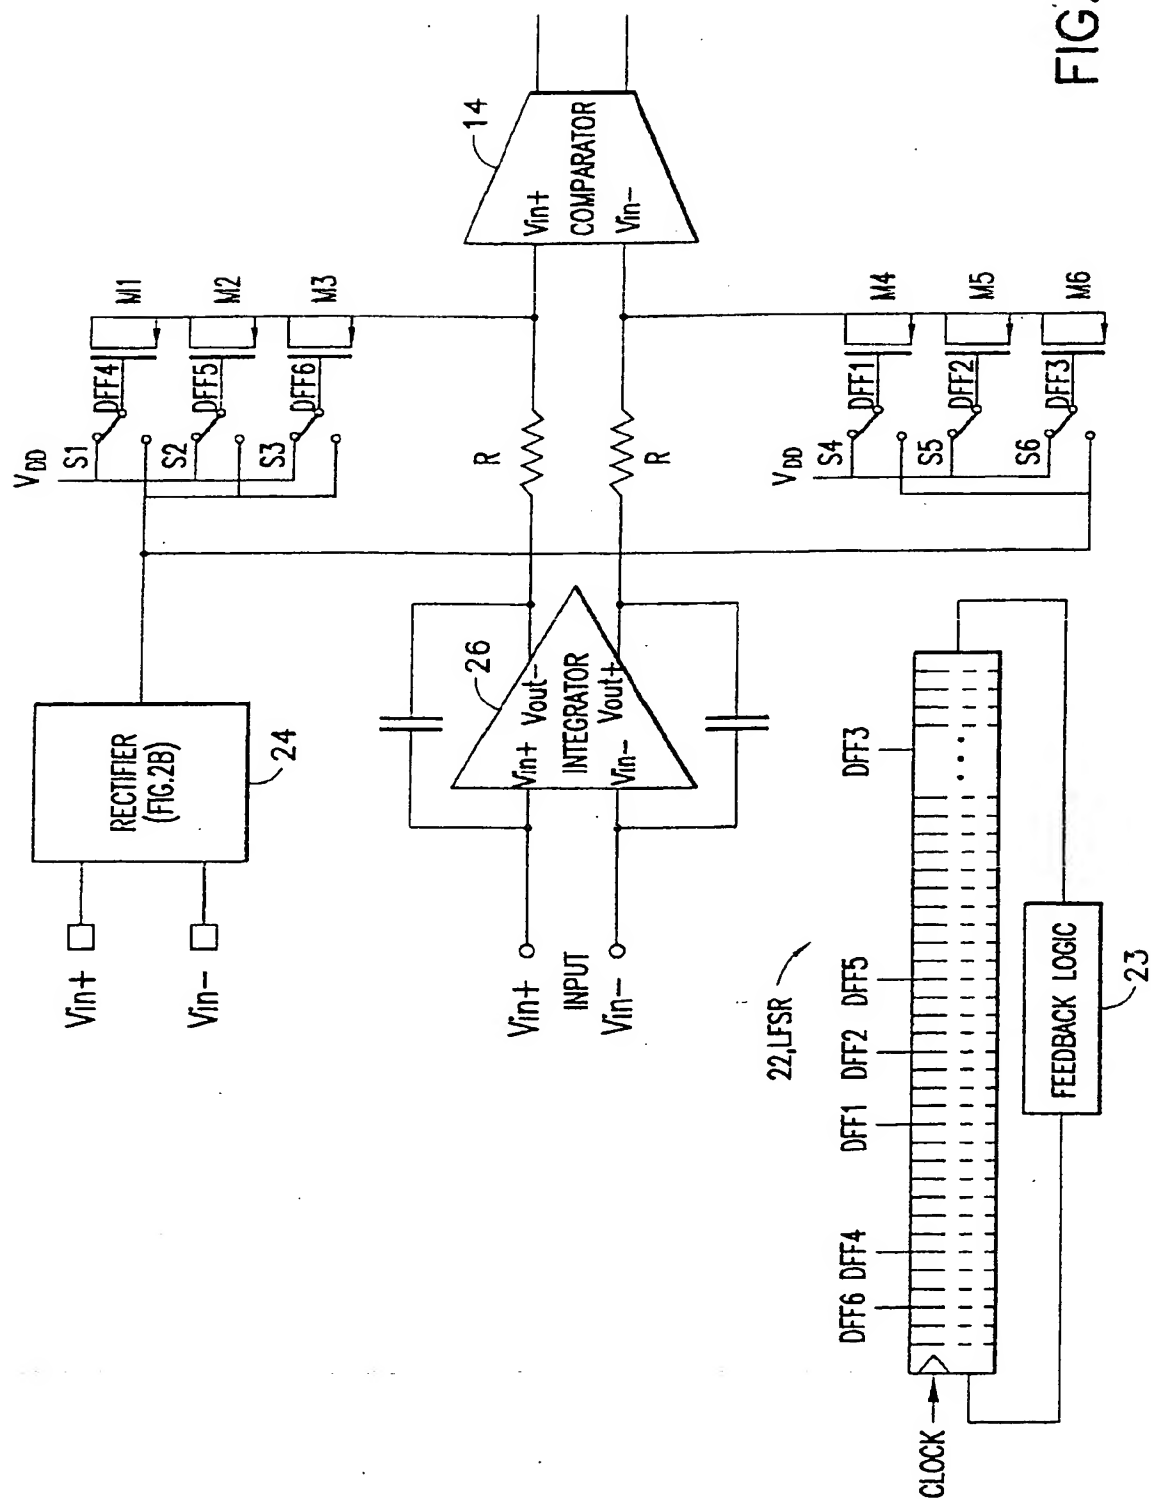 FIG.
14
Vin+
COMPARATOR
Vin-
VDD
S1
DFF4
M1
S2
DFF5
M2
S3
DFF6
M3
R
R
VDD
S4
DFF1
M4
S5
DFF2
M5
S6
DFF3
M6
Vin+
Vin-
RECTIFIER
(FIG.2B)
24
26
Vin+
Vout-
INTEGRATOR
Vin-
Vout+
Vin+
INPUT
Vin-
22,LFSR
DFF6
DFF4
DFF1
DFF2
DFF5
DFF3
CLOCK
FEEDBACK LOGIC
23